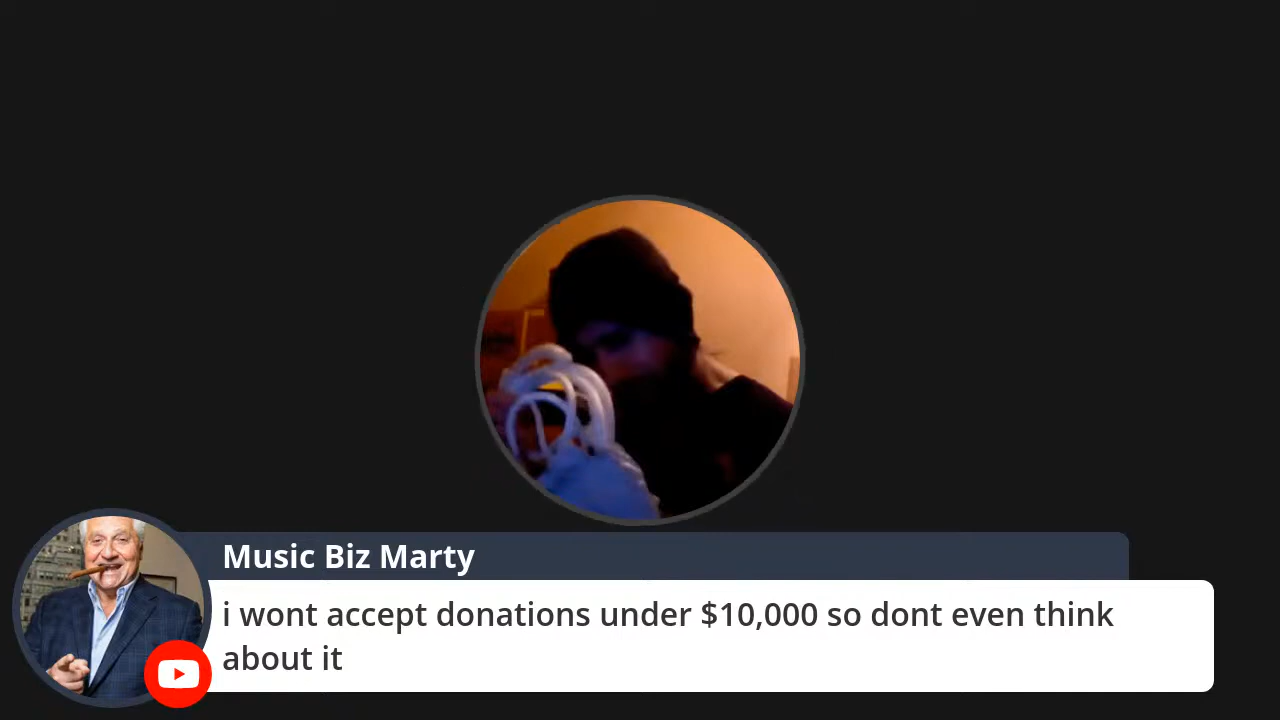 Music Biz Marty
i wont accept donations under $10,000 so dont even think
about it